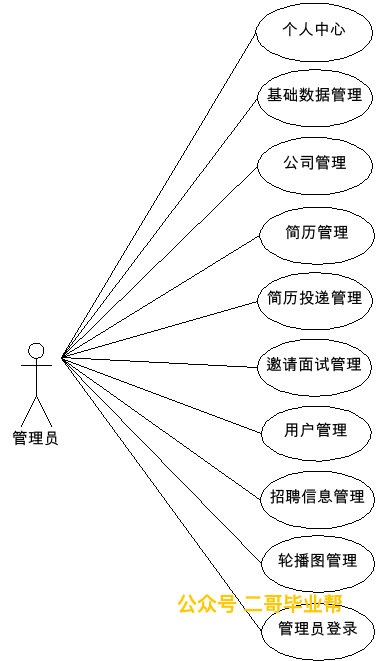 个人中心
基础数据管理
公司管理
简历管理
简历投递管理
邀请面试管理
管理员
用户管理
招聘信息管理
轮播图管理
公众号 二哥毕业帮
管理员登录